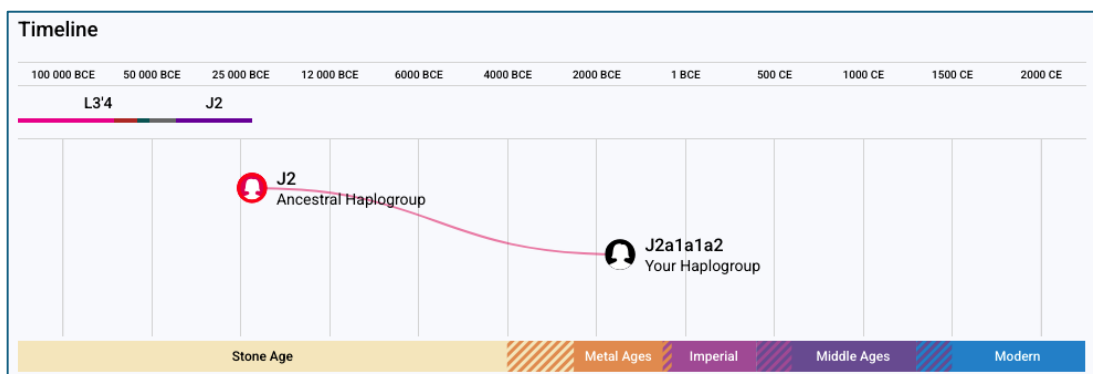 Timeline
100 000 BCE 50 000 BCE 25 000 BCE 12 000 BCE 6000 BCE 4000 BCE 2000 BCE 1 BCE 500 CE 1000 CE 1500 CE 2000 CE
L3'4 J2
J2
Ancestral Haplogroup
J2a1a1a2
Your Haplogroup
Stone Age Metal Ages Imperial Middle Ages Modern